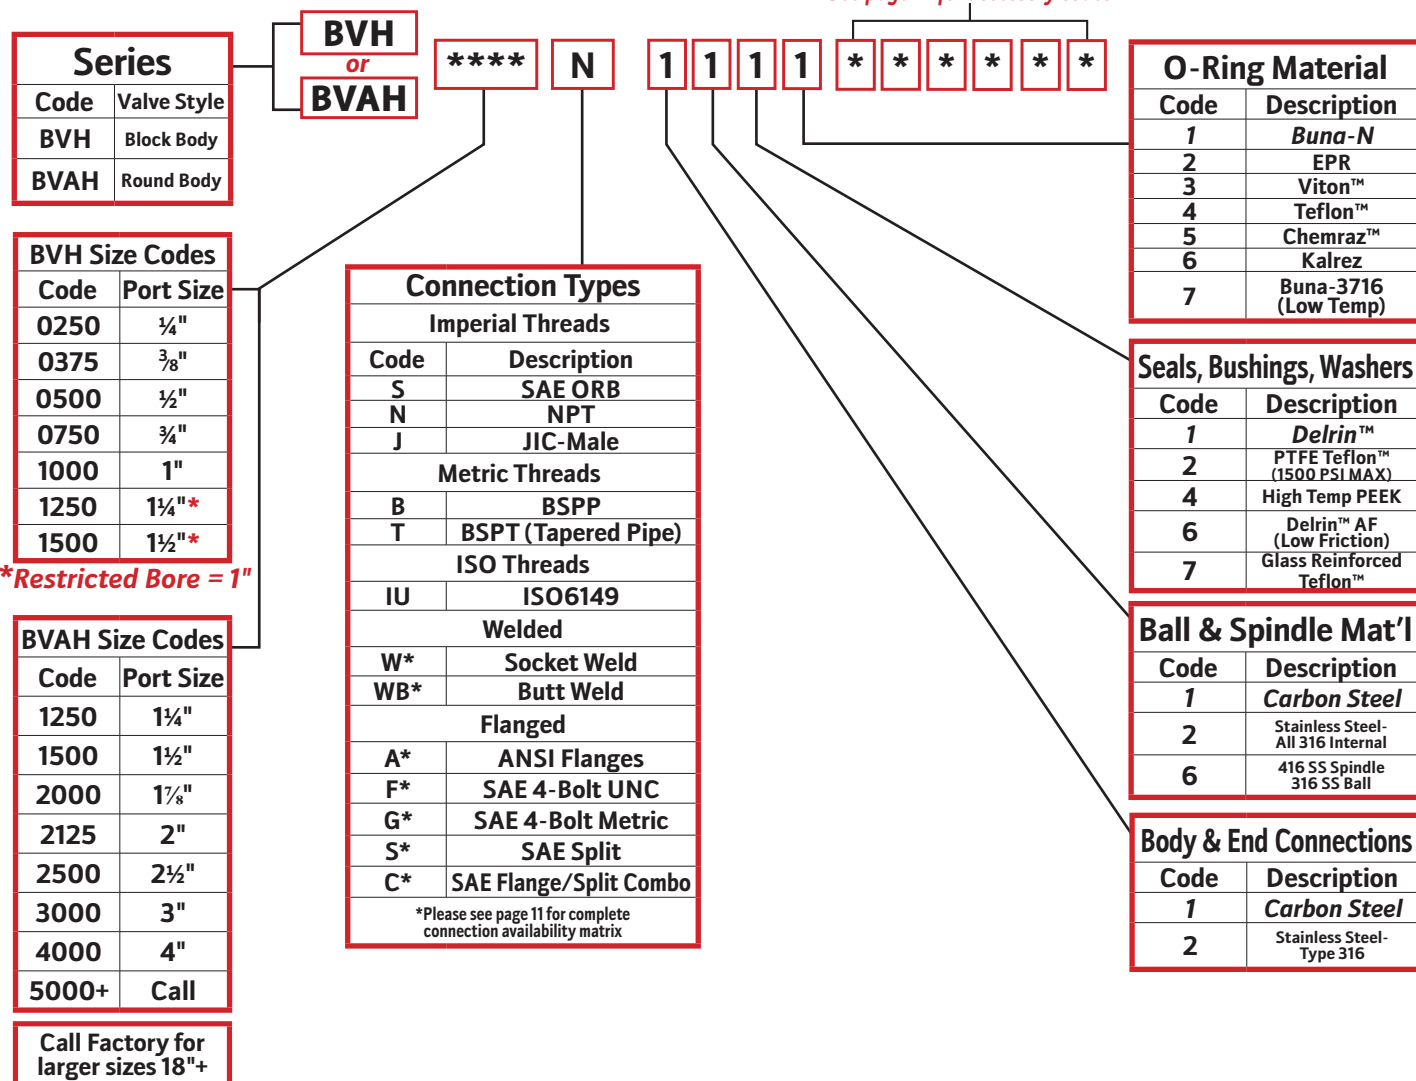 BVH
or
BVAH
**** N 1 1 1 1 * * * * * *
Series
Code Valve Style
BVH Block Body
BVAH Round Body
BVH Size Codes
Code Port Size
0250 ¼"
0375 ⅜"
0500 ½"
0750 ¾"
1000 1"
1250 1¼"*
1500 1½"*
*Restricted Bore = 1"
BVAH Size Codes
Code Port Size
1250 1¼"
1500 1½"
2000 1⅞"
2125 2"
2500 2½"
3000 3"
4000 4"
5000+ Call
Call Factory for
larger sizes 18"+
Connection Types
Imperial Threads
Code Description
S SAE ORB
N NPT
J JIC-Male
Metric Threads
B BSPP
T BSPT (Tapered Pipe)
ISO Threads
IU ISO6149
Welded
W* Socket Weld
WB* Butt Weld
Flanged
A* ANSI Flanges
F* SAE 4-Bolt UNC
G* SAE 4-Bolt Metric
S* SAE Split
C* SAE Flange/Split Combo
*Please see page 11 for complete
connection availability matrix
O-Ring Material
Code Description
1 Buna-N
2 EPR
3 Viton™
4 Teflon™
5 Chemraz™
6 Kalrez
7 Buna-3716
(Low Temp)
Seals, Bushings, Washers
Code Description
1 Delrin™
2 PTFE Teflon™
(1500 PSI MAX)
4 High Temp PEEK
6 Delrin™ AF
(Low Friction)
7 Glass Reinforced
Teflon™
Ball & Spindle Mat'l
Code Description
1 Carbon Steel
2 Stainless Steel-
All 316 Internal
6 416 SS Spindle
316 SS Ball
Body & End Connections
Code Description
1 Carbon Steel
2 Stainless Steel-
Type 316